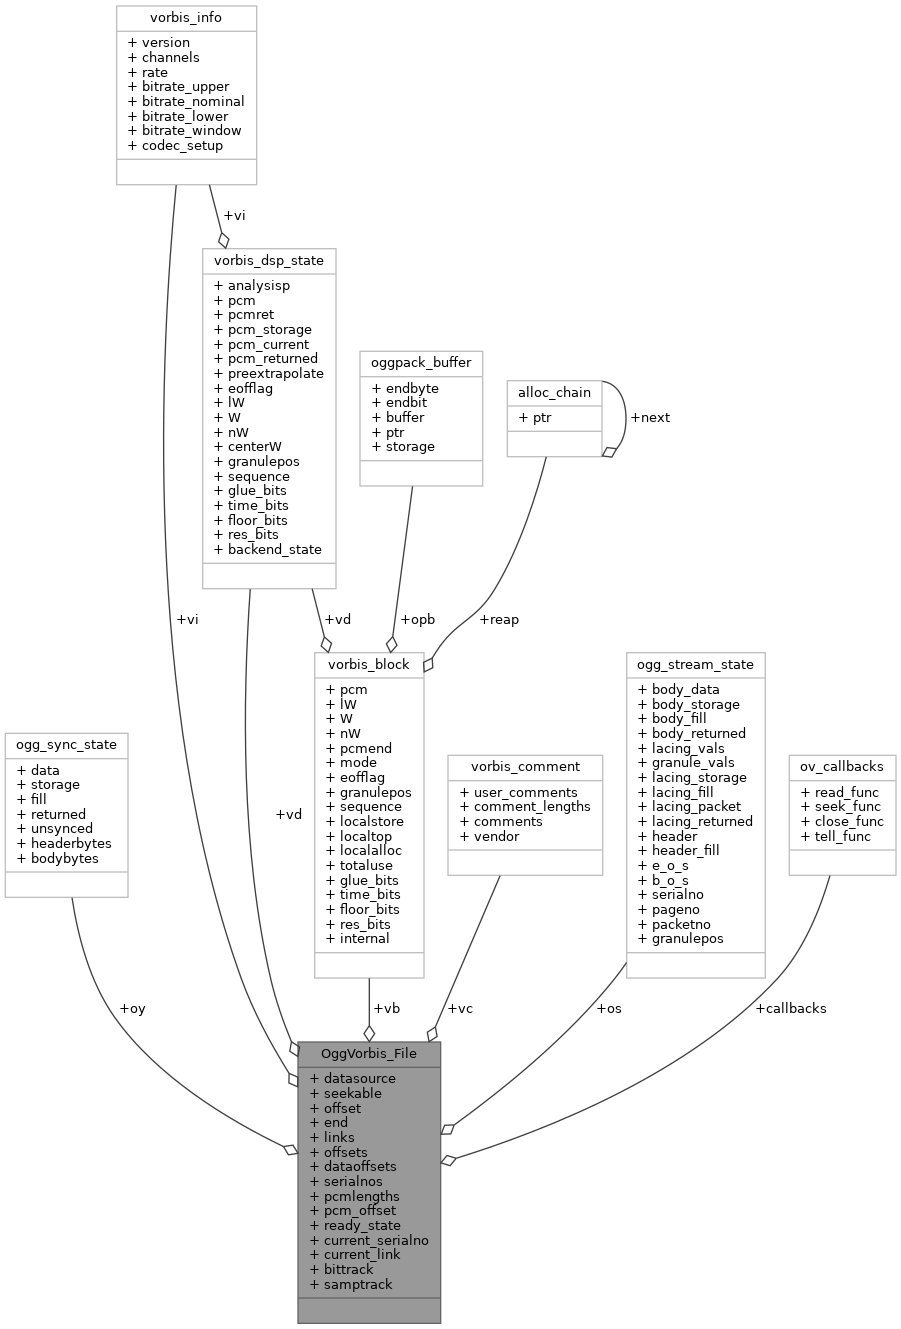 vorbis_info
+ version
+ channels
+ rate
+ bitrate_upper
+ bitrate_nominal
+ bitrate_lower
+ bitrate_window
+ codec_setup
+vi
vorbis_dsp_state
+ analysisp
+ pcm
+ pcmret
+ pcm_storage
+ pcm_current
+ pcm_returned
+ preextrapolate
+ eofflag
+ lW
+ W
+ nW
+ centerW
+ granulepos
+ sequence
+ glue_bits
+ time_bits
+ floor_bits
+ res_bits
+ backend_state
oggpack_buffer
+ endbyte
+ endbit
+ buffer
+ ptr
+ storage
alloc_chain
+ ptr
+next
+vi
+vd
+opb
+reap
ogg_sync_state
+ data
+ storage
+ fill
+ returned
+ unsynced
+ headerbytes
+ bodybytes
+vd
vorbis_block
+ pcm
+ lW
+ W
+ nW
+ pcmend
+ mode
+ eofflag
+ granulepos
+ sequence
+ localstore
+ localtop
+ localalloc
+ totaluse
+ glue_bits
+ time_bits
+ floor_bits
+ res_bits
+ internal
vorbis_comment
+ user_comments
+ comment_lengths
+ comments
+ vendor
ogg_stream_state
+ body_data
+ body_storage
+ body_fill
+ body_returned
+ lacing_vals
+ granule_vals
+ lacing_storage
+ lacing_fill
+ lacing_packet
+ lacing_returned
+ header
+ header_fill
+ e_o_s
+ b_o_s
+ serialno
+ pageno
+ packetno
+ granulepos
ov_callbacks
+ read_func
+ seek_func
+ close_func
+ tell_func
+oy
+vb
+vc
+os
+callbacks
OggVorbis_File
+ datasource
+ seekable
+ offset
+ end
+ links
+ offsets
+ dataoffsets
+ serialnos
+ pcmlengths
+ pcm_offset
+ ready_state
+ current_serialno
+ current_link
+ bittrack
+ samptrack